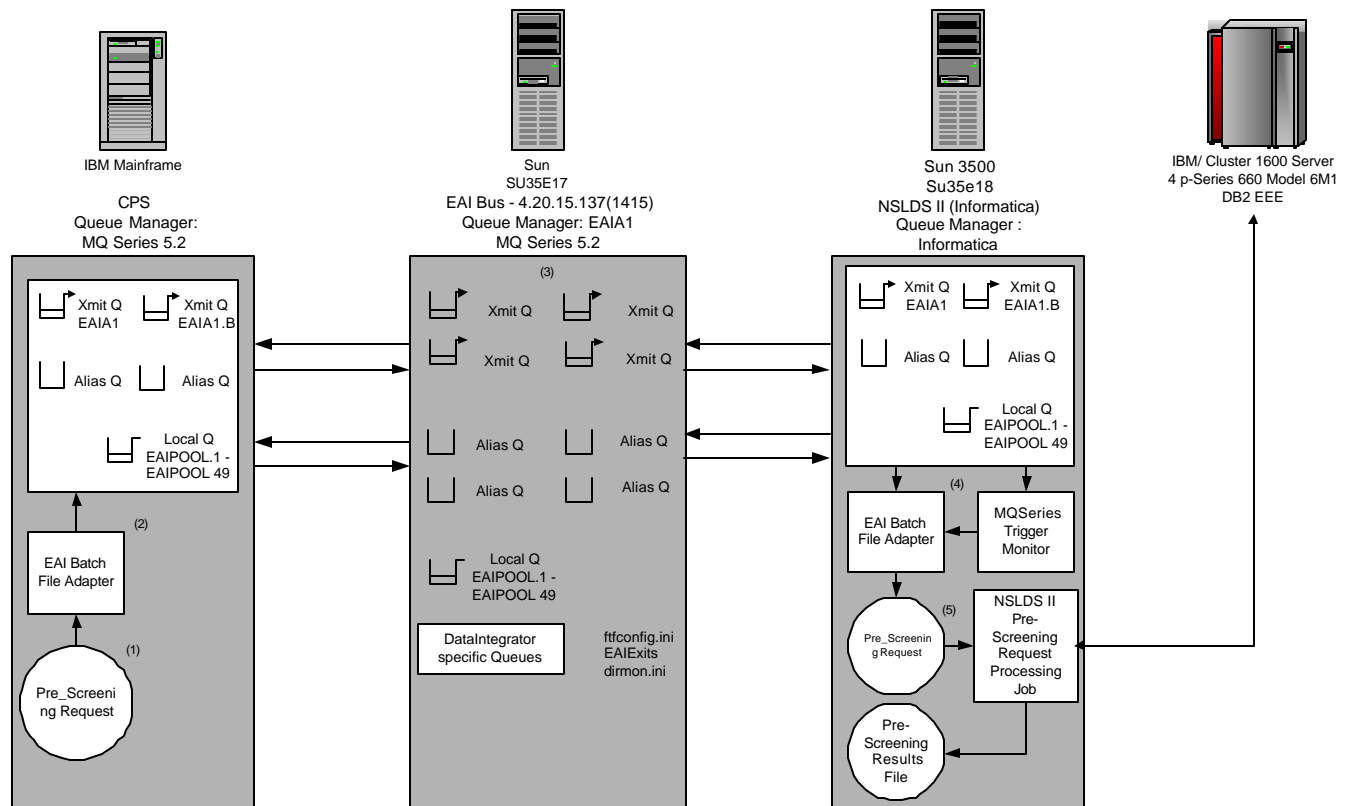 IBM Mainframe
CPS
Queue Manager:
MQ Series 5.2
Xmit Q
EAIA1
Xmit Q
EAIA1.B
Alias Q
Alias Q
Local Q
EAIPOOL.1 -
EAIPOOL 49
(2)
EAI Batch
File Adapter
(1)
Pre_Screeni
ng Request
Sun
SU35E17
EAI Bus - 4.20.15.137(1415)
Queue Manager: EAIA1
MQ Series 5.2
(3)
Xmit Q
Xmit Q
Xmit Q
Xmit Q
Alias Q
Alias Q
Alias Q
Alias Q
Local Q
EAIPOOL.1 -
EAIPOOL 49
DataIntegrator
specific Queues
ftfconfig.ini
EAIExits
dirmon.ini
Sun 3500
Su35e18
NSLDS II (Informatica)
Queue Manager :
Informatica
Xmit Q
EAIA1
Xmit Q
EAIA1.B
Alias Q
Alias Q
Local Q
EAIPOOL.1 -
EAIPOOL 49
(4)
EAI Batch
File Adapter
MQSeries
Trigger
Monitor
(5)
Pre_Screenin
g Request
NSLDS II
Pre-
Screening
Request
Processing
Job
Pre-
Screening
Results
File
IBM/ Cluster 1600 Server
4 p-Series 660 Model 6M1
DB2 EEE